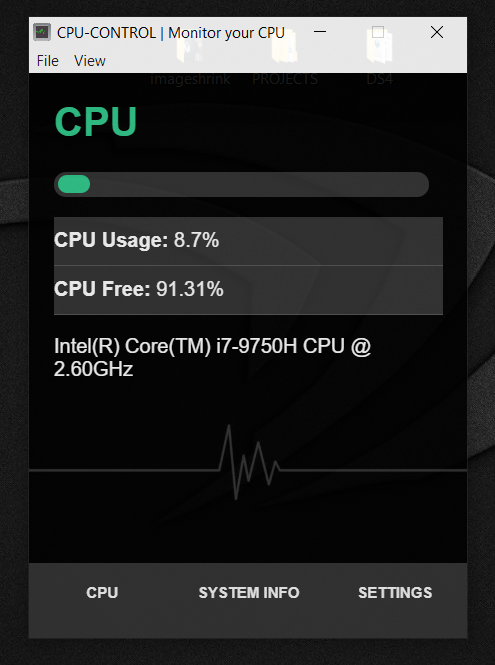 CPU-CONTROL | Monitor your CPU
File View
imageshrink PROJECTS DS4
CPU
CPU Usage: 8.7%
CPU Free: 91.31%
Intel(R) Core(TM) i7-9750H CPU @
2.60GHz
CPU SYSTEM INFO SETTINGS